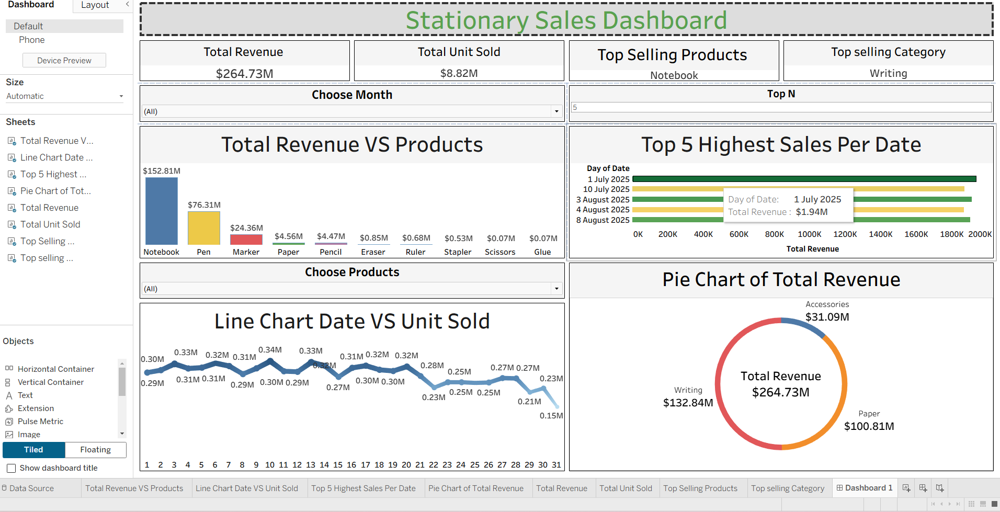 Dashboard
Layout
Default
Phone
Device Preview
Size
Automatic
Sheets
Total Revenue V...
Line Chart Date ...
Top 5 Highest ...
Pie Chart of Tot...
Total Revenue
Total Unit Sold
Top Selling ...
Top selling ...
Objects
Horizontal Container
Vertical Container
Text
Extension
Pulse Metric
Image
Tiled
Floating
Show dashboard title
Stationary Sales Dashboard
Total Revenue
$264.73M
Total Unit Sold
$8.82M
Top Selling Products
Notebook
Top selling Category
Writing
Choose Month
(All)
Top N
5
Total Revenue VS Products
$152.81M
$76.31M
$24.36M
$4.56M
$4.47M
$0.85M
$0.68M
$0.53M
$0.07M
$0.07M
Notebook Pen Marker Paper Pencil Eraser Ruler Stapler Scissors Glue
Top 5 Highest Sales Per Date
Day of Date
1 July 2025
10 July 2025
3 August 2025
4 August 2025
8 August 2025
Day of Date: 1 July 2025
Total Revenue : $1.94M
0K 200K 400K 600K 800K 1000K 1200K 1400K 1600K 1800K 2000K
Total Revenue
Choose Products
(All)
Line Chart Date VS Unit Sold
0.30M
0.29M
0.33M
0.31M
0.31M
0.32M
0.31M
0.29M
0.30M
0.34M
0.29M
0.33M
0.32M
0.27M
0.31M
0.30M
0.32M
0.30M
0.32M
0.28M
0.23M
0.25M
0.25M
0.25M
0.27M
0.27M
0.21M
0.23M
0.15M
1 2 3 4 5 6 7 8 9 10 11 12 13 14 15 16 17 18 19 20 21 22 23 24 25 26 27 28 29 30 31
Pie Chart of Total Revenue
Accessories
$31.09M
Total Revenue
$264.73M
Writing
$132.84M
Paper
$100.81M
Data Source
Total Revenue VS Products
Line Chart Date VS Unit Sold
Top 5 Highest Sales Per Date
Pie Chart of Total Revenue
Total Revenue
Total Unit Sold
Top Selling Products
Top selling Category
Dashboard 1